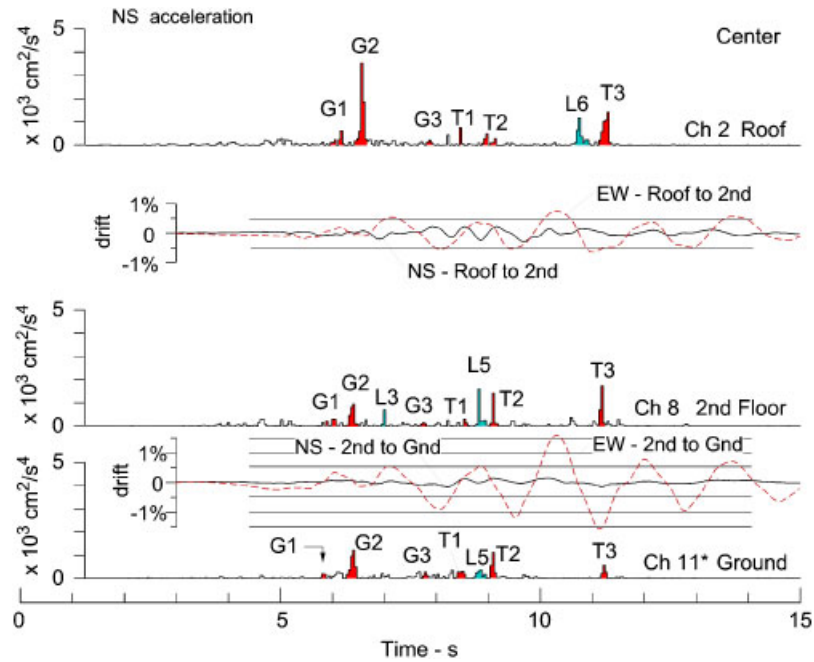 NS acceleration
Center
G2
5
x 10³ cm²/s⁴
G1
G3
T1
T2
L6
T3
0
Ch 2 Roof
EW - Roof to 2nd
1%
0
-1%
drift
NS - Roof to 2nd
5
x 10³ cm²/s⁴
G1
G2
L3
G3
T1
L5
T2
T3
0
Ch 8 2nd Floor
NS - 2nd to Gnd
EW - 2nd to Gnd
1%
0
-1%
drift
5
x 10³ cm²/s⁴
G1
G2
G3
T1
L5
T2
T3
0
Ch 11* Ground
0
5
10
15
Time - s